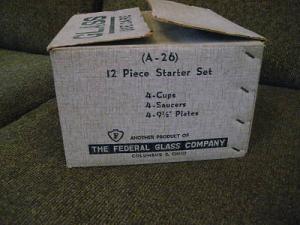 GLASS
(A-26)
12 Piece Starter Set
4-Cups
4-Saucers
4-9½" Plates
F
ANOTHER PRODUCT OF
THE FEDERAL GLASS COMPANY
COLUMBUS 7, OHIO